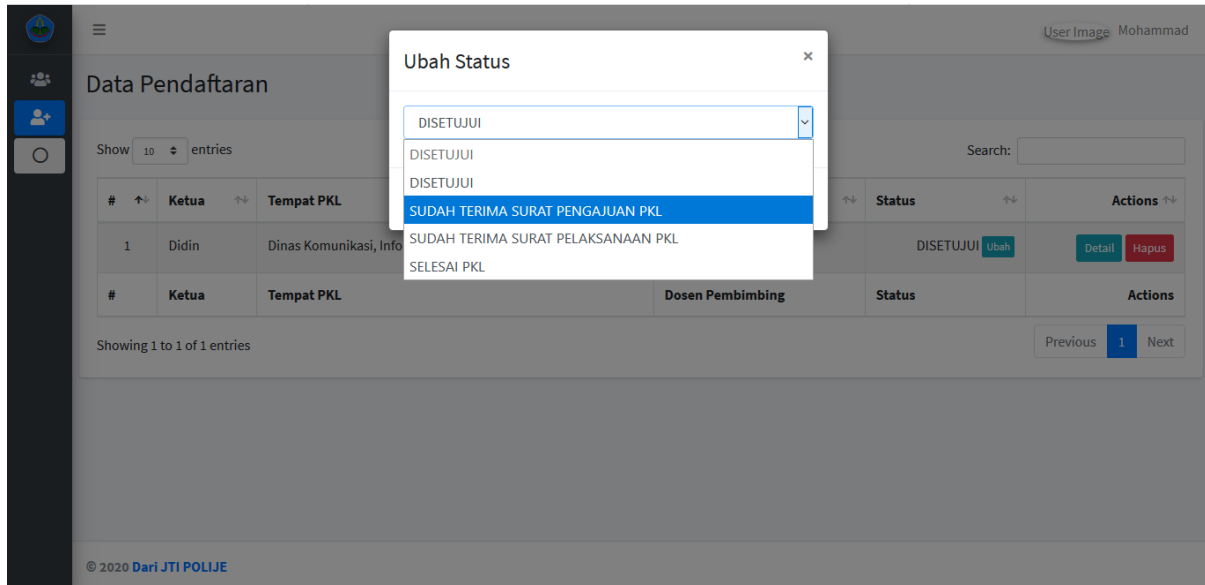 User Image Mohammad
Ubah Status ×
Data Pendaftaran
DISETUJUI
Show 10 entries
Search:
DISETUJUI
DISETUJUI
SUDAH TERIMA SURAT PENGAJUAN PKL
SUDAH TERIMA SURAT PELAKSANAAN PKL
SELESAI PKL
# Ketua Tempat PKL Status Actions
1 Didin Dinas Komunikasi, Info DISETUJUI Ubah Detail Hapus
# Ketua Tempat PKL Dosen Pembimbing Status Actions
Showing 1 to 1 of 1 entries
Previous 1 Next
© 2020 Dari JTI POLIJE